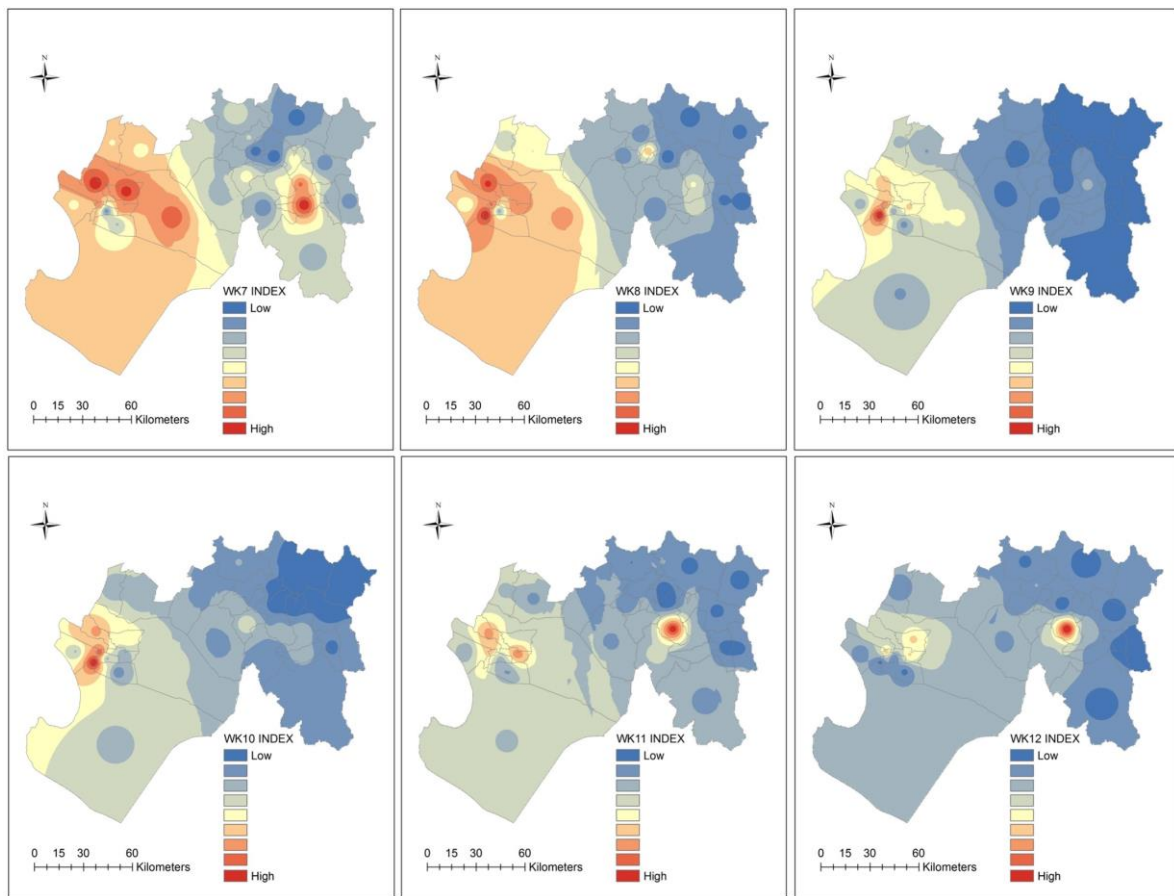 N
WK7 INDEX
Low
High
0 15 30 60
Kilometers
N
WK8 INDEX
Low
High
0 15 30 60
Kilometers
N
WK9 INDEX
Low
High
0 15 30 60
Kilometers
N
WK10 INDEX
Low
High
0 15 30 60
Kilometers
N
WK11 INDEX
Low
High
0 15 30 60
Kilometers
N
WK12 INDEX
Low
High
0 15 30 60
Kilometers